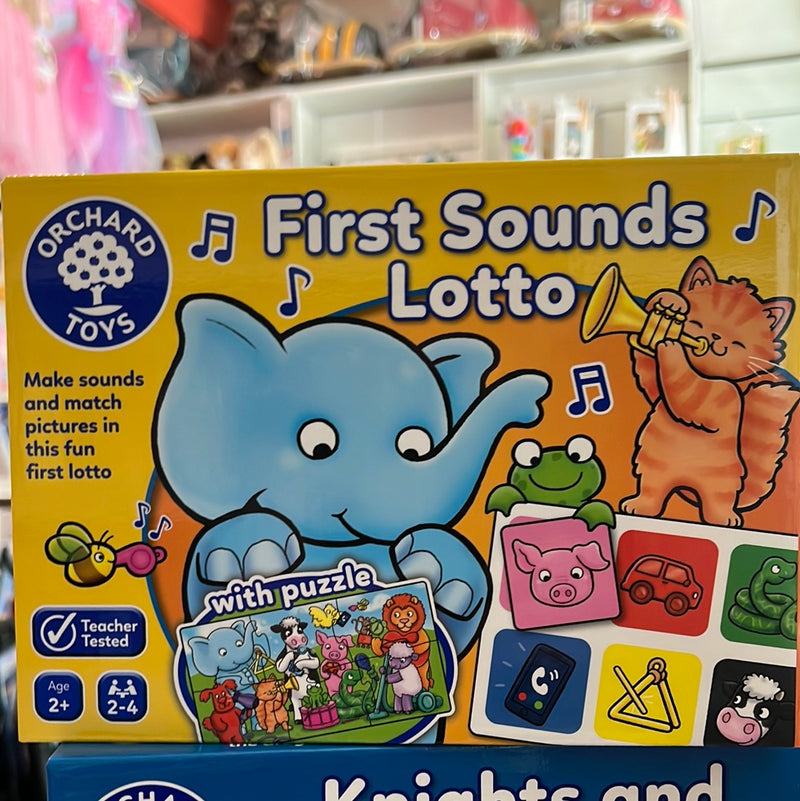 ORCHARD
TOYS
First Sounds
Lotto
Make sounds
and match
pictures in
this fun
first lotto
with puzzle
Teacher
Tested
Age
2+
2-4
Knights and